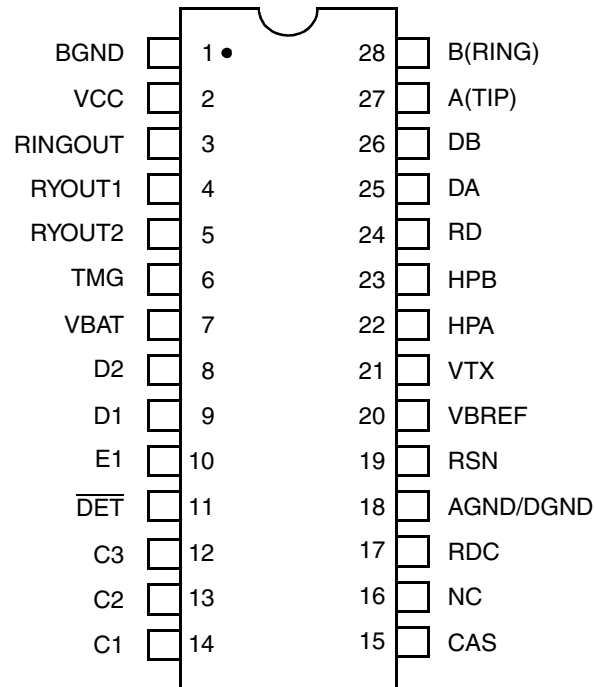 BGND 1 28 B(RING)
VCC 2 27 A(TIP)
RINGOUT 3 26 DB
RYOUT1 4 25 DA
RYOUT2 5 24 RD
TMG 6 23 HPB
VBAT 7 22 HPA
D2 8 21 VTX
D1 9 20 VBREF
E1 10 19 RSN
DET 11 18 AGND/DGND
C3 12 17 RDC
C2 13 16 NC
C1 14 15 CAS